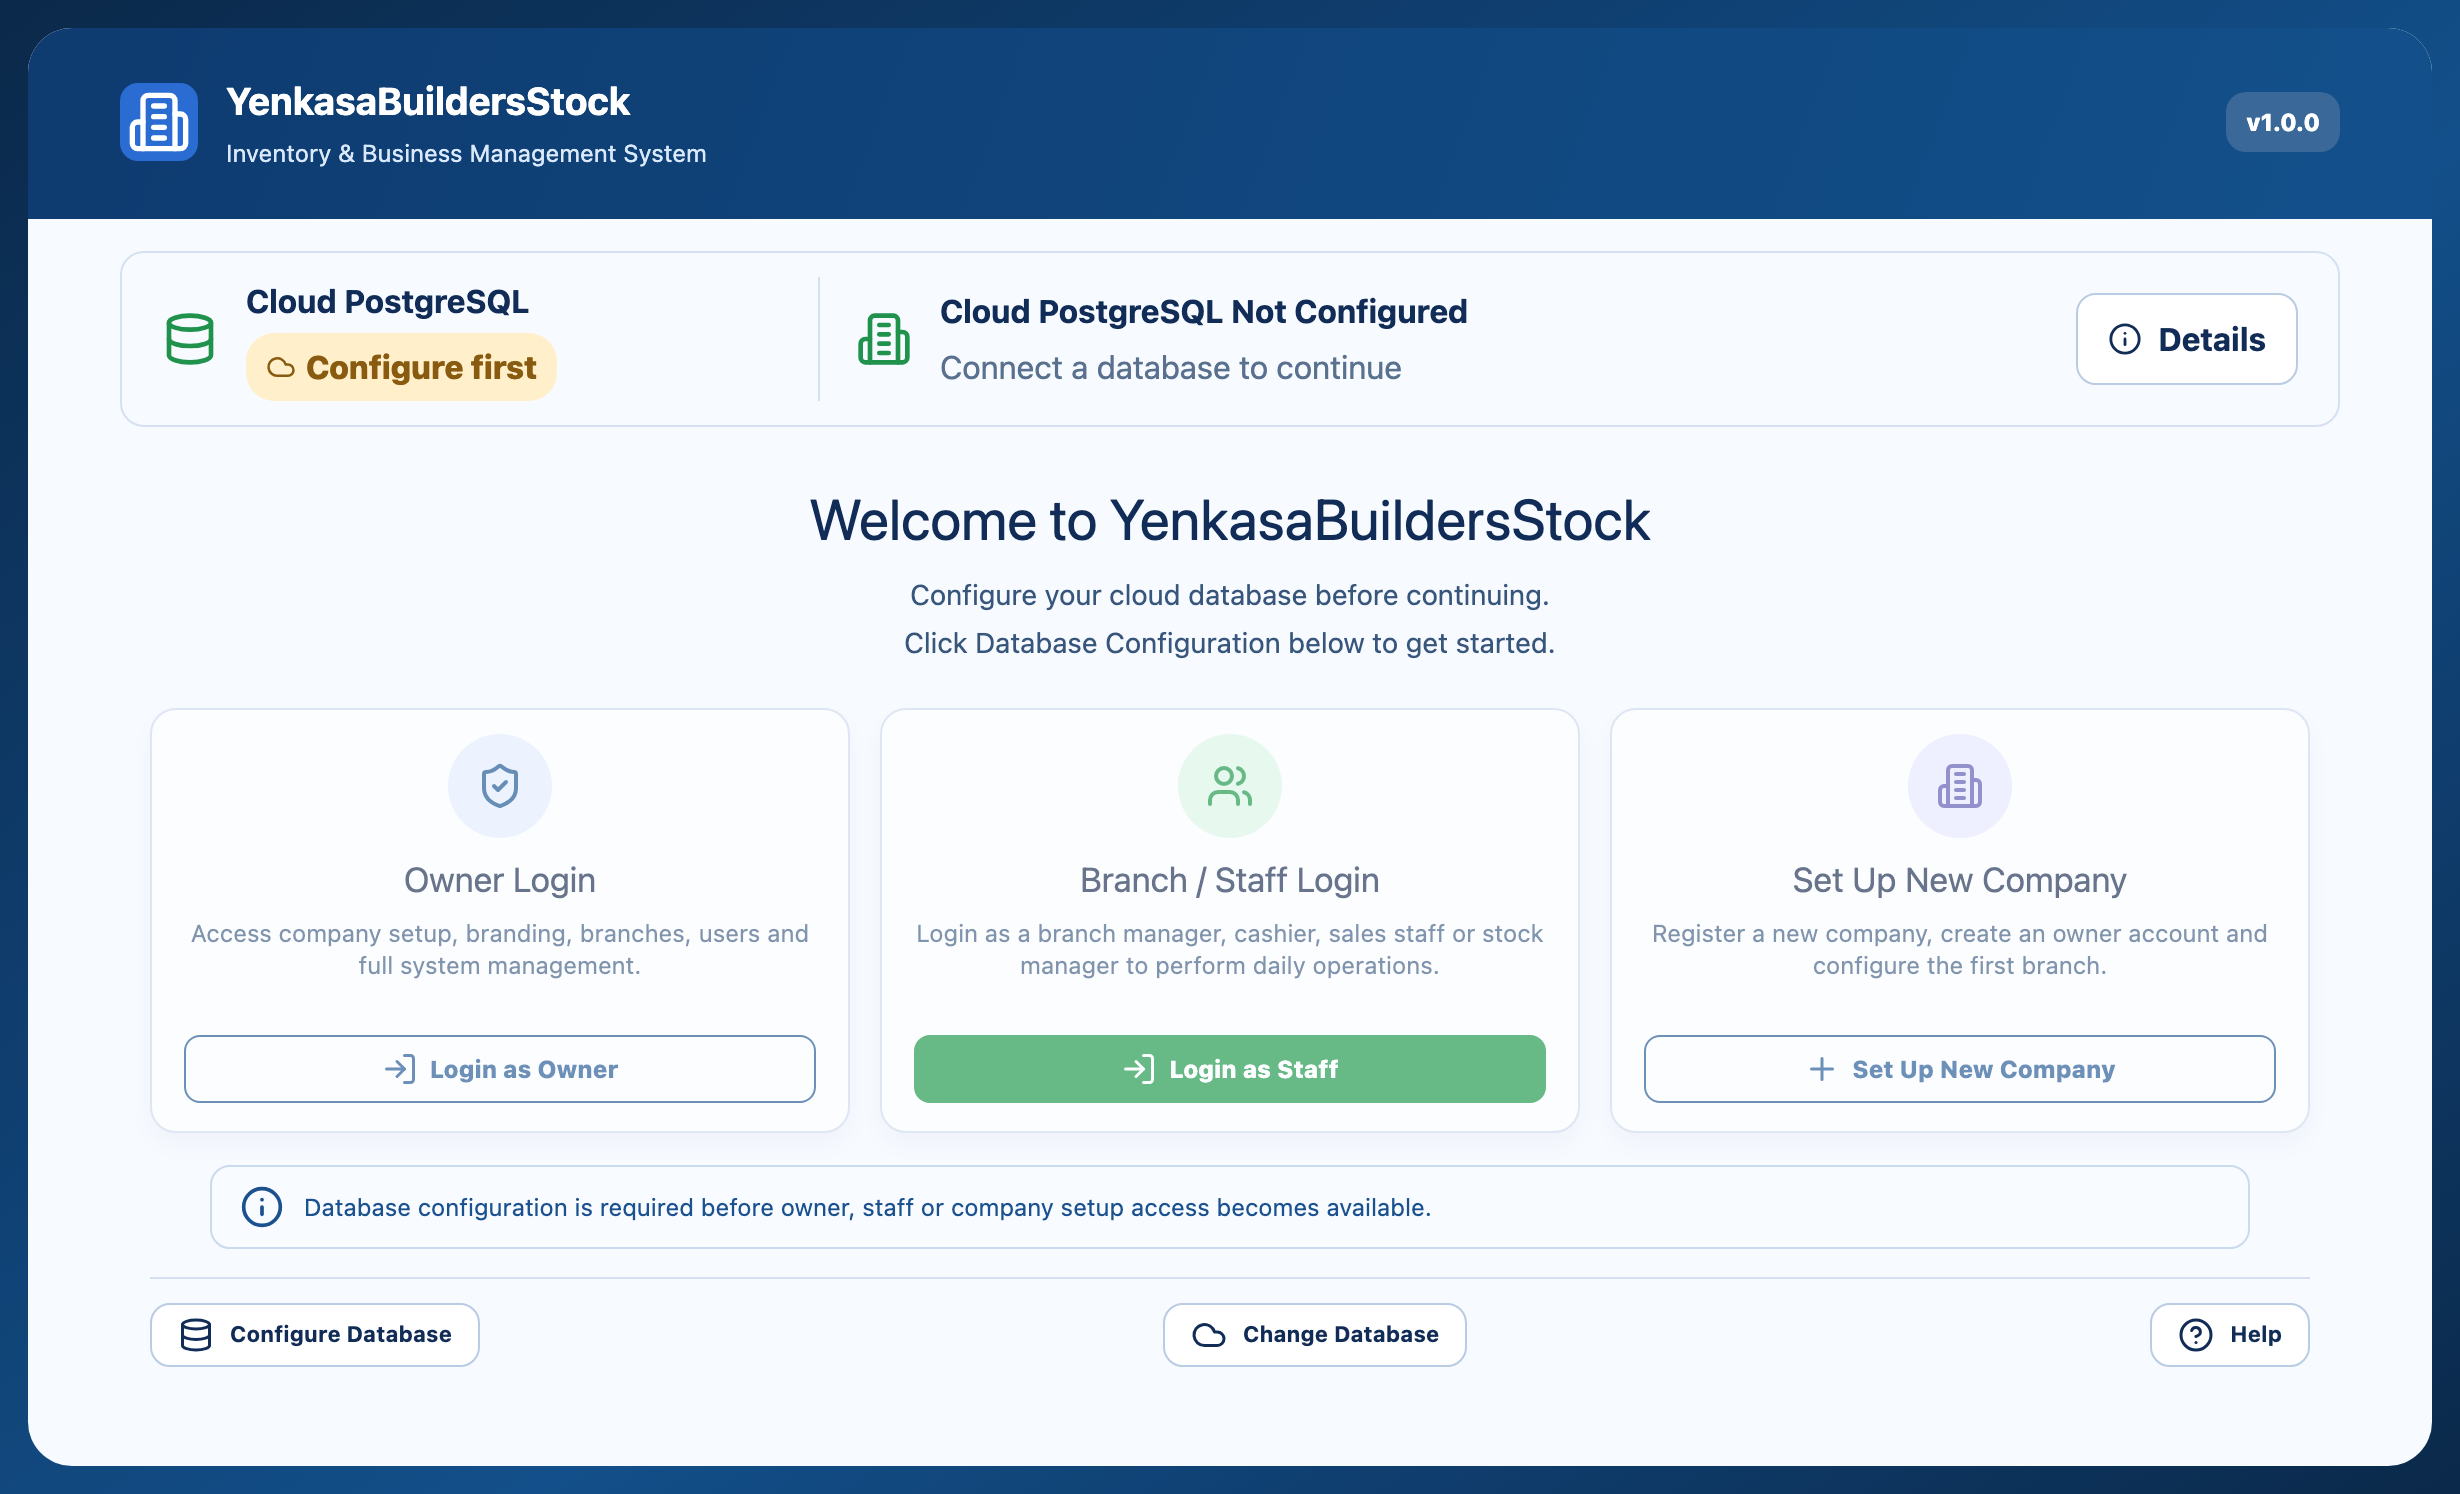 YenkasaBuildersStock
Inventory & Business Management System
v1.0.0
Cloud PostgreSQL
Configure first
Cloud PostgreSQL Not Configured
Connect a database to continue
Details
Welcome to YenkasaBuildersStock
Configure your cloud database before continuing.
Click Database Configuration below to get started.
Owner Login
Access company setup, branding, branches, users and
full system management.
Login as Owner
Branch / Staff Login
Login as a branch manager, cashier, sales staff or stock
manager to perform daily operations.
Login as Staff
Set Up New Company
Register a new company, create an owner account and
configure the first branch.
Set Up New Company
Database configuration is required before owner, staff or company setup access becomes available.
Configure Database
Change Database
Help